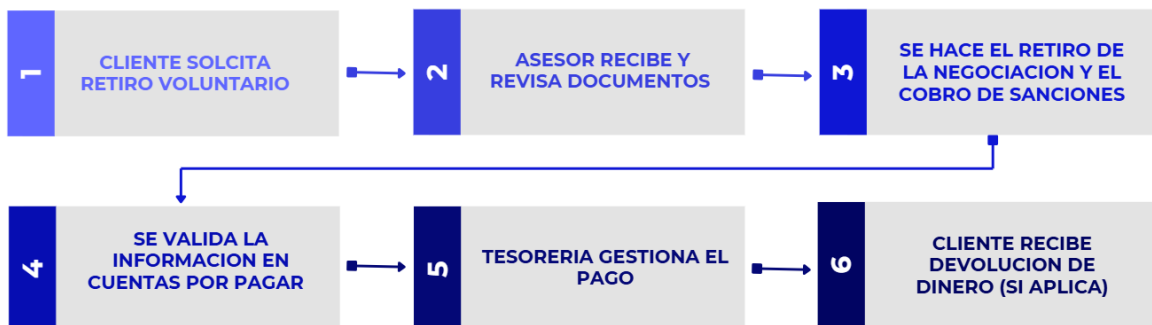 1
CLIENTE SOLCITA
RETIRO VOLUNTARIO
2
ASESOR RECIBE Y
REVISA DOCUMENTOS
3
SE HACE EL RETIRO DE
LA NEGOCIACION Y EL
COBRO DE SANCIONES
4
SE VALIDA LA
INFORMACION EN
CUENTAS POR PAGAR
5
TESORERIA GESTIONA EL
PAGO
6
CLIENTE RECIBE
DEVOLUCION DE
DINERO (SI APLICA)